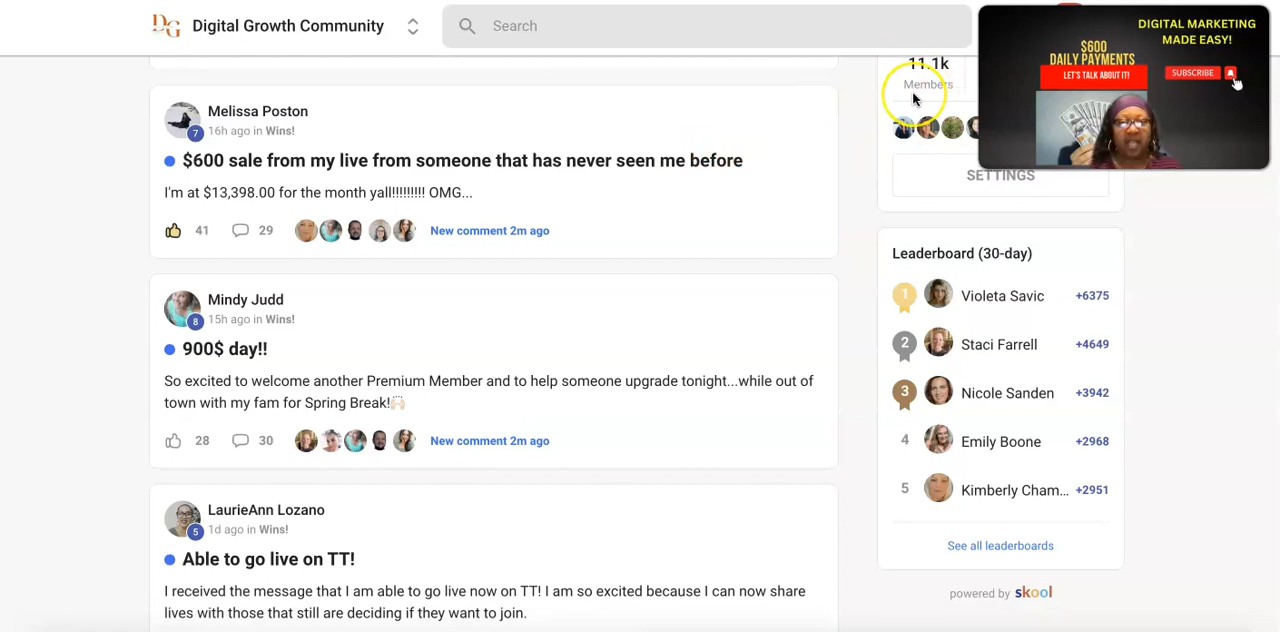 DG Digital Growth Community
Search
DIGITAL MARKETING
MADE EASY!
$600
DAILY PAYMENTS
LET'S TALK ABOUT IT!
SUBSCRIBE
11.1k
Members
SETTINGS
Melissa Poston
7
16h ago in Wins!
$600 sale from my live from someone that has never seen me before
I'm at $13,398.00 for the month yall!!!!!!!!! OMG...
41 29 New comment 2m ago
Mindy Judd
8
15h ago in Wins!
900$ day!!
So excited to welcome another Premium Member and to help someone upgrade tonight...while out of
town with my fam for Spring Break!🙌🏻
28 30 New comment 2m ago
LaurieAnn Lozano
5
1d ago in Wins!
Able to go live on TT!
I received the message that I am able to go live now on TT! I am so excited because I can now share
lives with those that still are deciding if they want to join.
Leaderboard (30-day)
1 Violeta Savic +6375
2 Staci Farrell +4649
3 Nicole Sanden +3942
4 Emily Boone +2968
5 Kimberly Cham... +2951
See all leaderboards
powered by skool